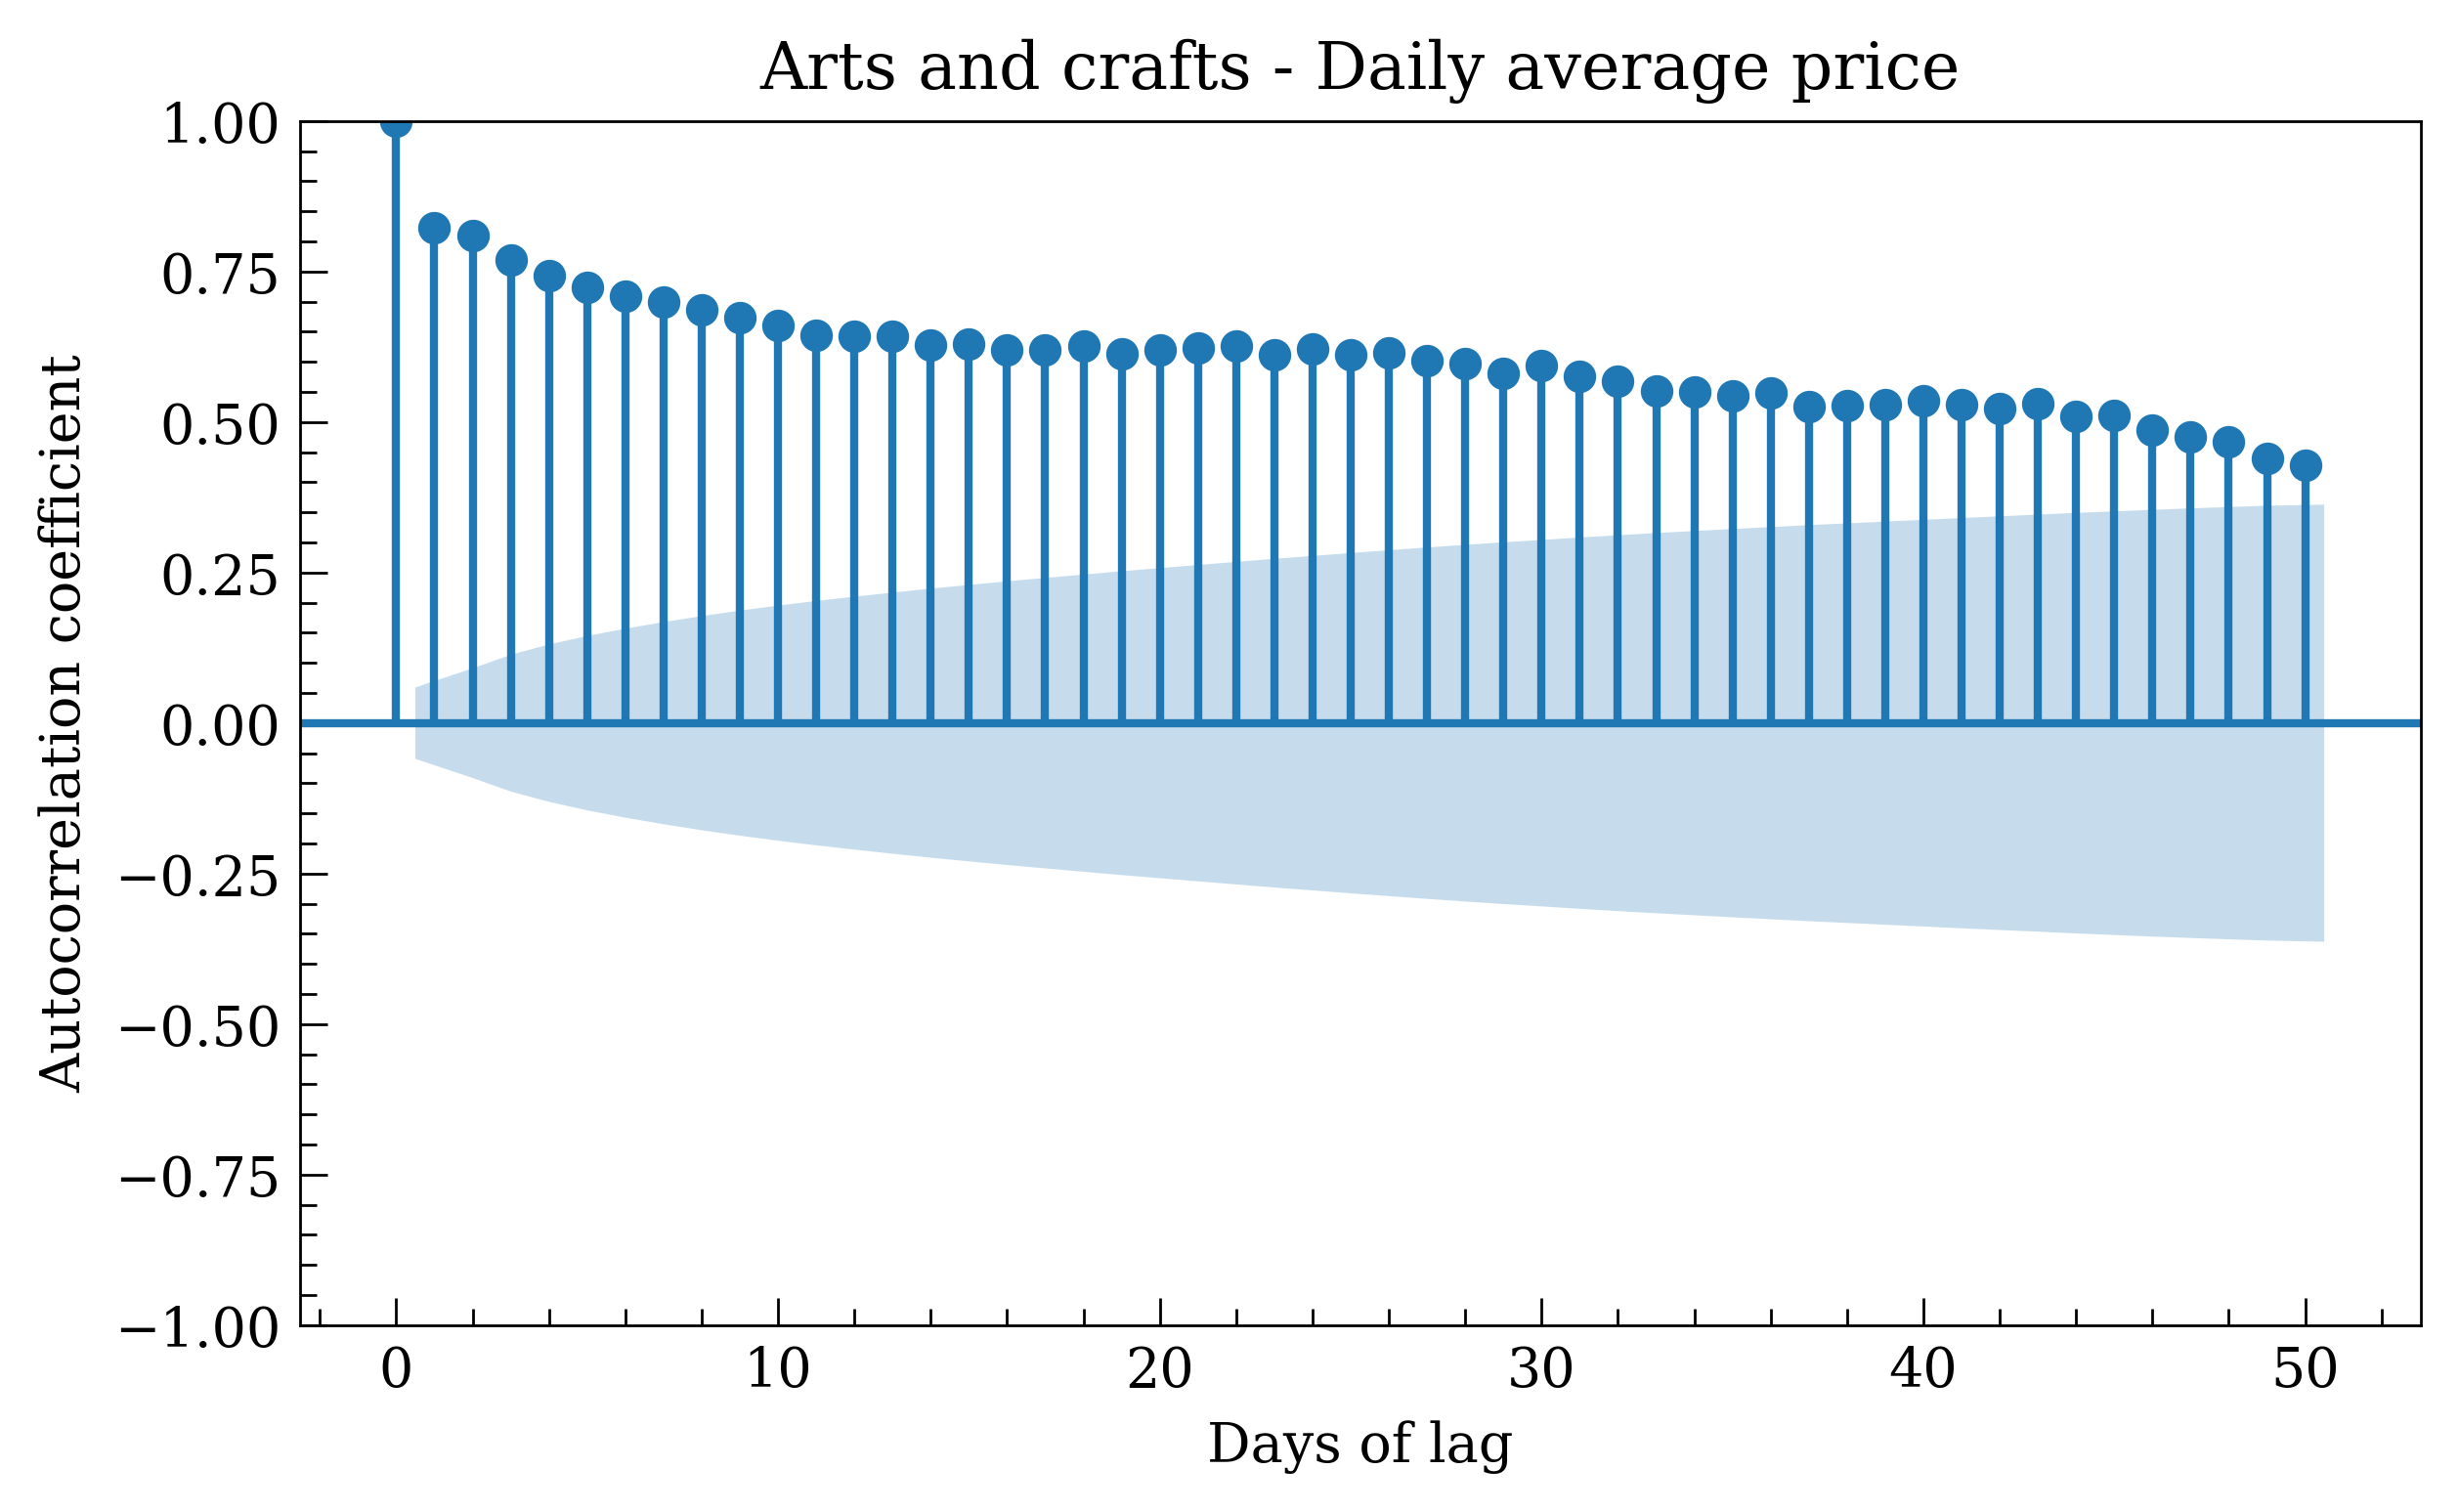 Arts and crafts - Daily average price
Autocorrelation coefficient
1.00
0.75
0.50
0.25
0.00
−0.25
−0.50
−0.75
−1.00
0 10 20 30 40 50
Days of lag